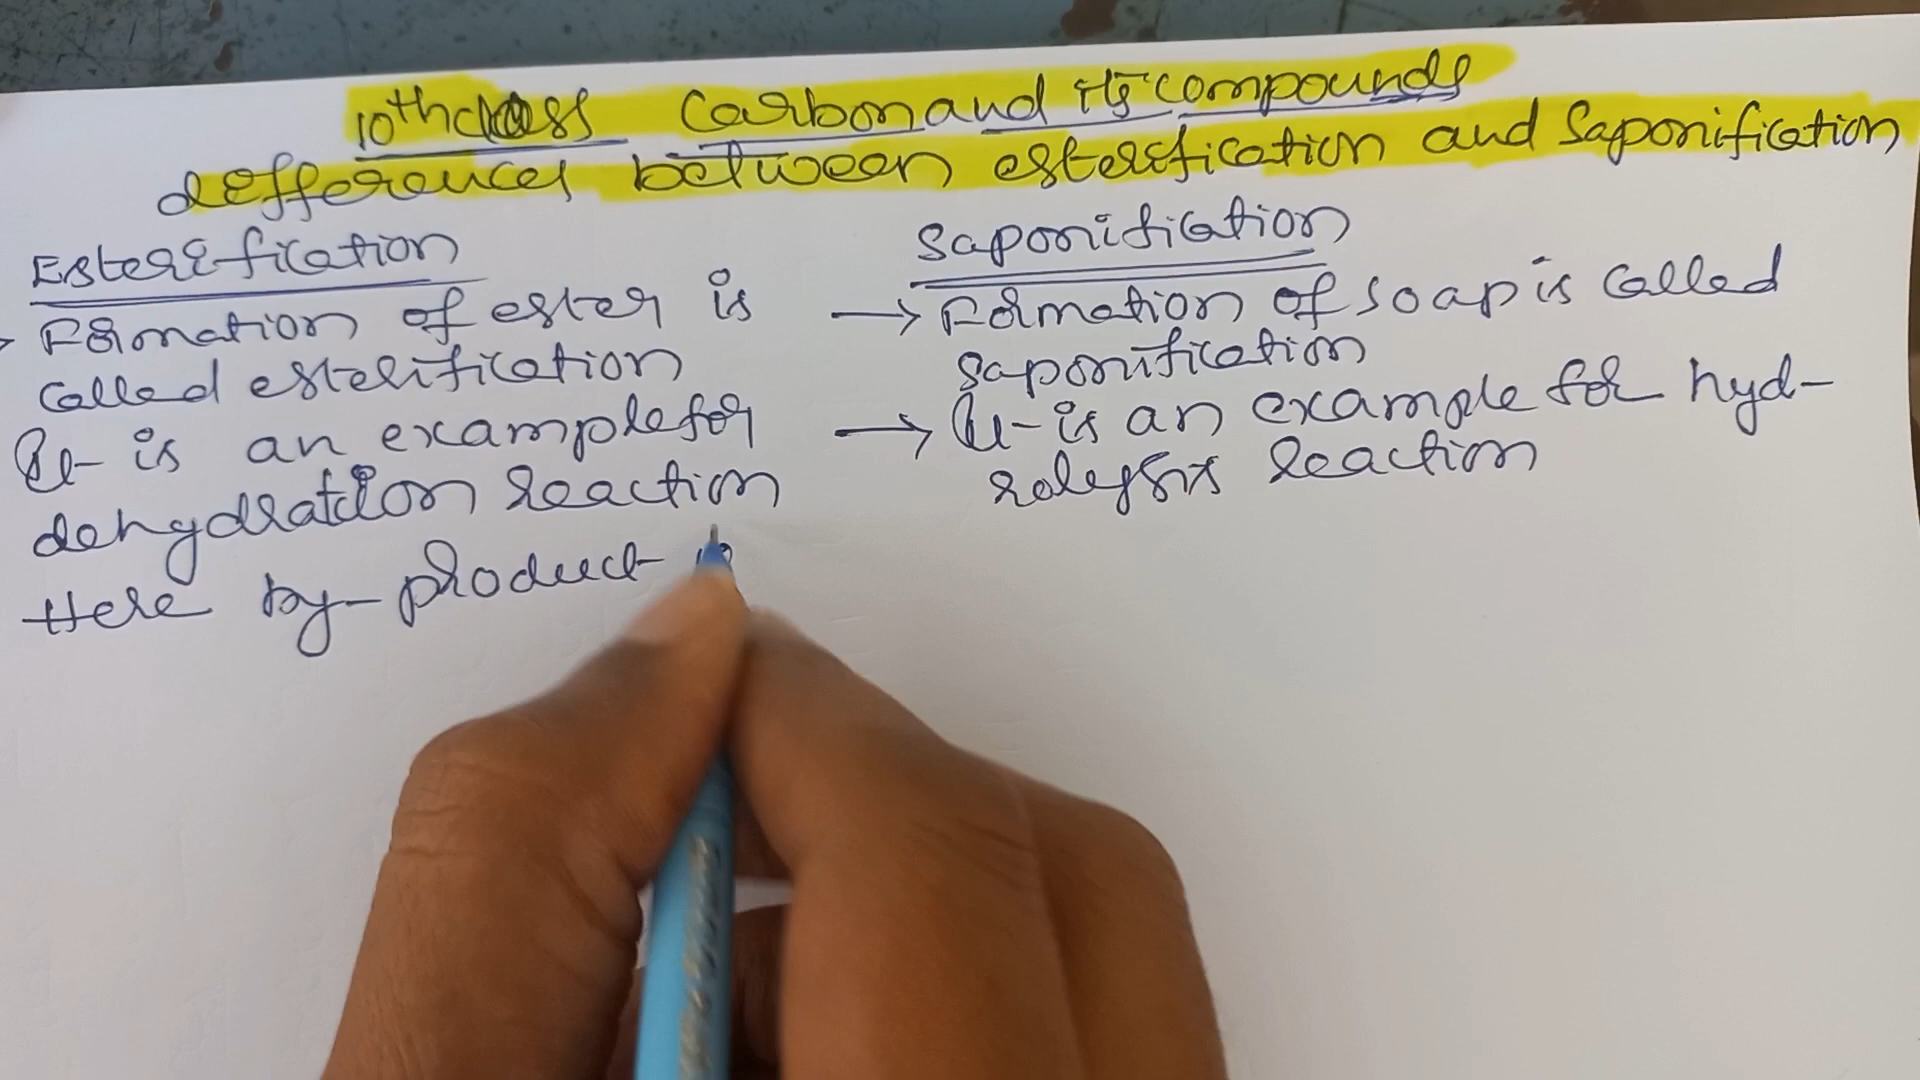 10th class Carbon and its compounds
defferences between esterification and Saponification
Esterification
Formation of ester is
called esterification
It is an example for
dehydration reaction
Here by-product
Saponification
→ Formation of soap is called
saponification
→ It is an example for hyd-
rolysis reaction